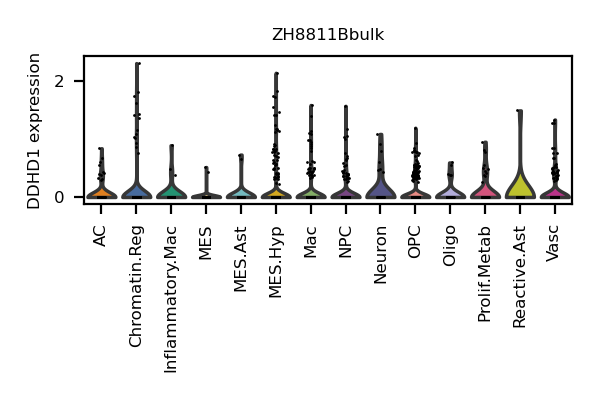 ZH8811Bbulk
DDHD1 expression
2
0
AC
Chromatin.Reg
Inflammatory.Mac
MES
MES.Ast
MES.Hyp
Mac
NPC
Neuron
OPC
Oligo
Prolif.Metab
Reactive.Ast
Vasc